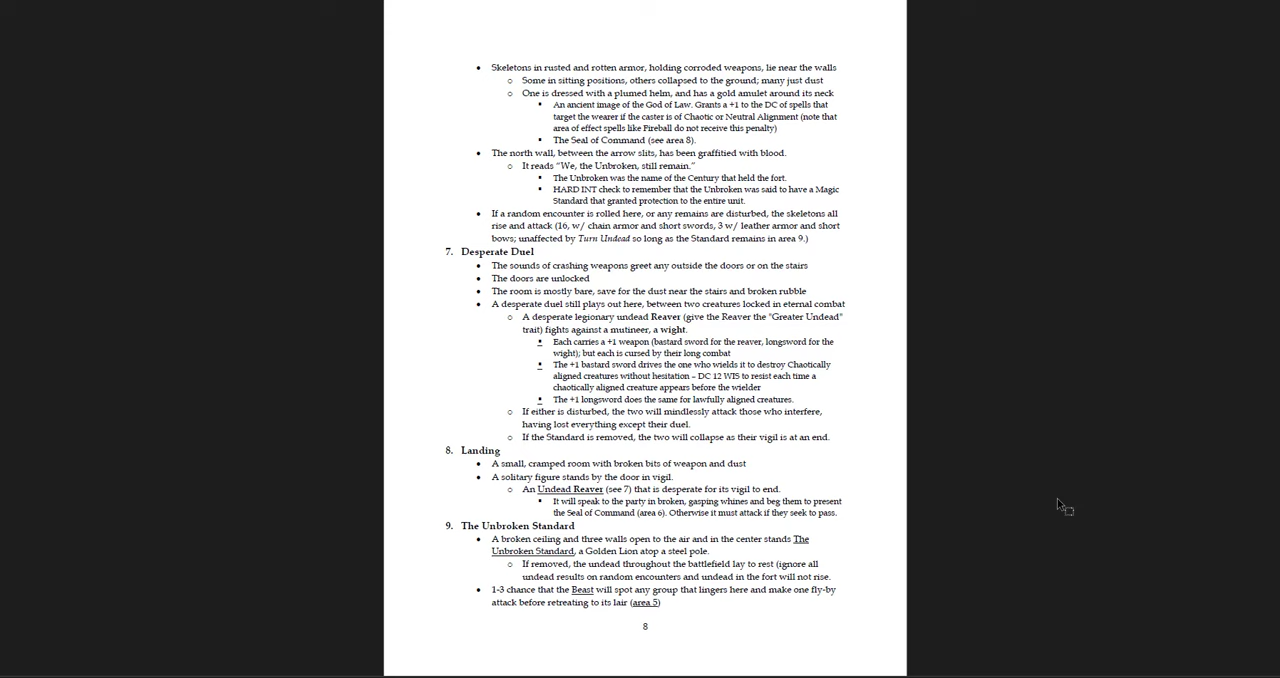 • Skeletons in rusted and rotten armor, holding corroded weapons, lie near the walls
o Some in sitting positions, others collapsed to the ground; many just dust
o One is dressed with a plumed helm, and has a gold amulet around its neck
▪ An ancient image of the God of Law. Grants a +1 to the DC of spells that
target the wearer if the caster is of Chaotic or Neutral Alignment (note that
area of effect spells like Fireball do not receive this penalty)
▪ The Seal of Command (see area 8).
• The north wall, between the arrow slits, has been graffitied with blood.
o It reads “We, the Unbroken, still remain.”
▪ The Unbroken was the name of the Century that held the fort.
▪ HARD INT check to remember that the Unbroken was said to have a Magic
Standard that granted protection to the entire unit.
• If a random encounter is rolled here, or any remains are disturbed, the skeletons all
rise and attack (16, w/ chain armor and short swords, 3 w/ leather armor and short
bows; unaffected by Turn Undead so long as the Standard remains in area 9.)
7. Desperate Duel
• The sounds of crashing weapons greet any outside the doors or on the stairs
• The doors are unlocked
• The room is mostly bare, save for the dust near the stairs and broken rubble
• A desperate duel still plays out here, between two creatures locked in eternal combat
o A desperate legionary undead Reaver (give the Reaver the "Greater Undead"
trait) fights against a mutineer, a wight.
▪ Each carries a +1 weapon (bastard sword for the reaver, longsword for the
wight); but each is cursed by their long combat
▪ The +1 bastard sword drives the one who wields it to destroy Chaotically
aligned creatures without hesitation – DC 12 WIS to resist each time a
chaotically aligned creature appears before the wielder
▪ The +1 longsword does the same for lawfully aligned creatures.
o If either is disturbed, the two will mindlessly attack those who interfere,
having lost everything except their duel.
o If the Standard is removed, the two will collapse as their vigil is at an end.
8. Landing
• A small, cramped room with broken bits of weapon and dust
• A solitary figure stands by the door in vigil.
o An Undead Reaver (see 7) that is desperate for its vigil to end.
▪ It will speak to the party in broken, gasping whines and beg them to present
the Seal of Command (area 6). Otherwise it must attack if they seek to pass.
9. The Unbroken Standard
• A broken ceiling and three walls open to the air and in the center stands The
Unbroken Standard, a Golden Lion atop a steel pole.
o If removed, the undead throughout the battlefield lay to rest (ignore all
undead results on random encounters and undead in the fort will not rise.
• 1-3 chance that the Beast will spot any group that lingers here and make one fly-by
attack before retreating to its lair (area 5)
8